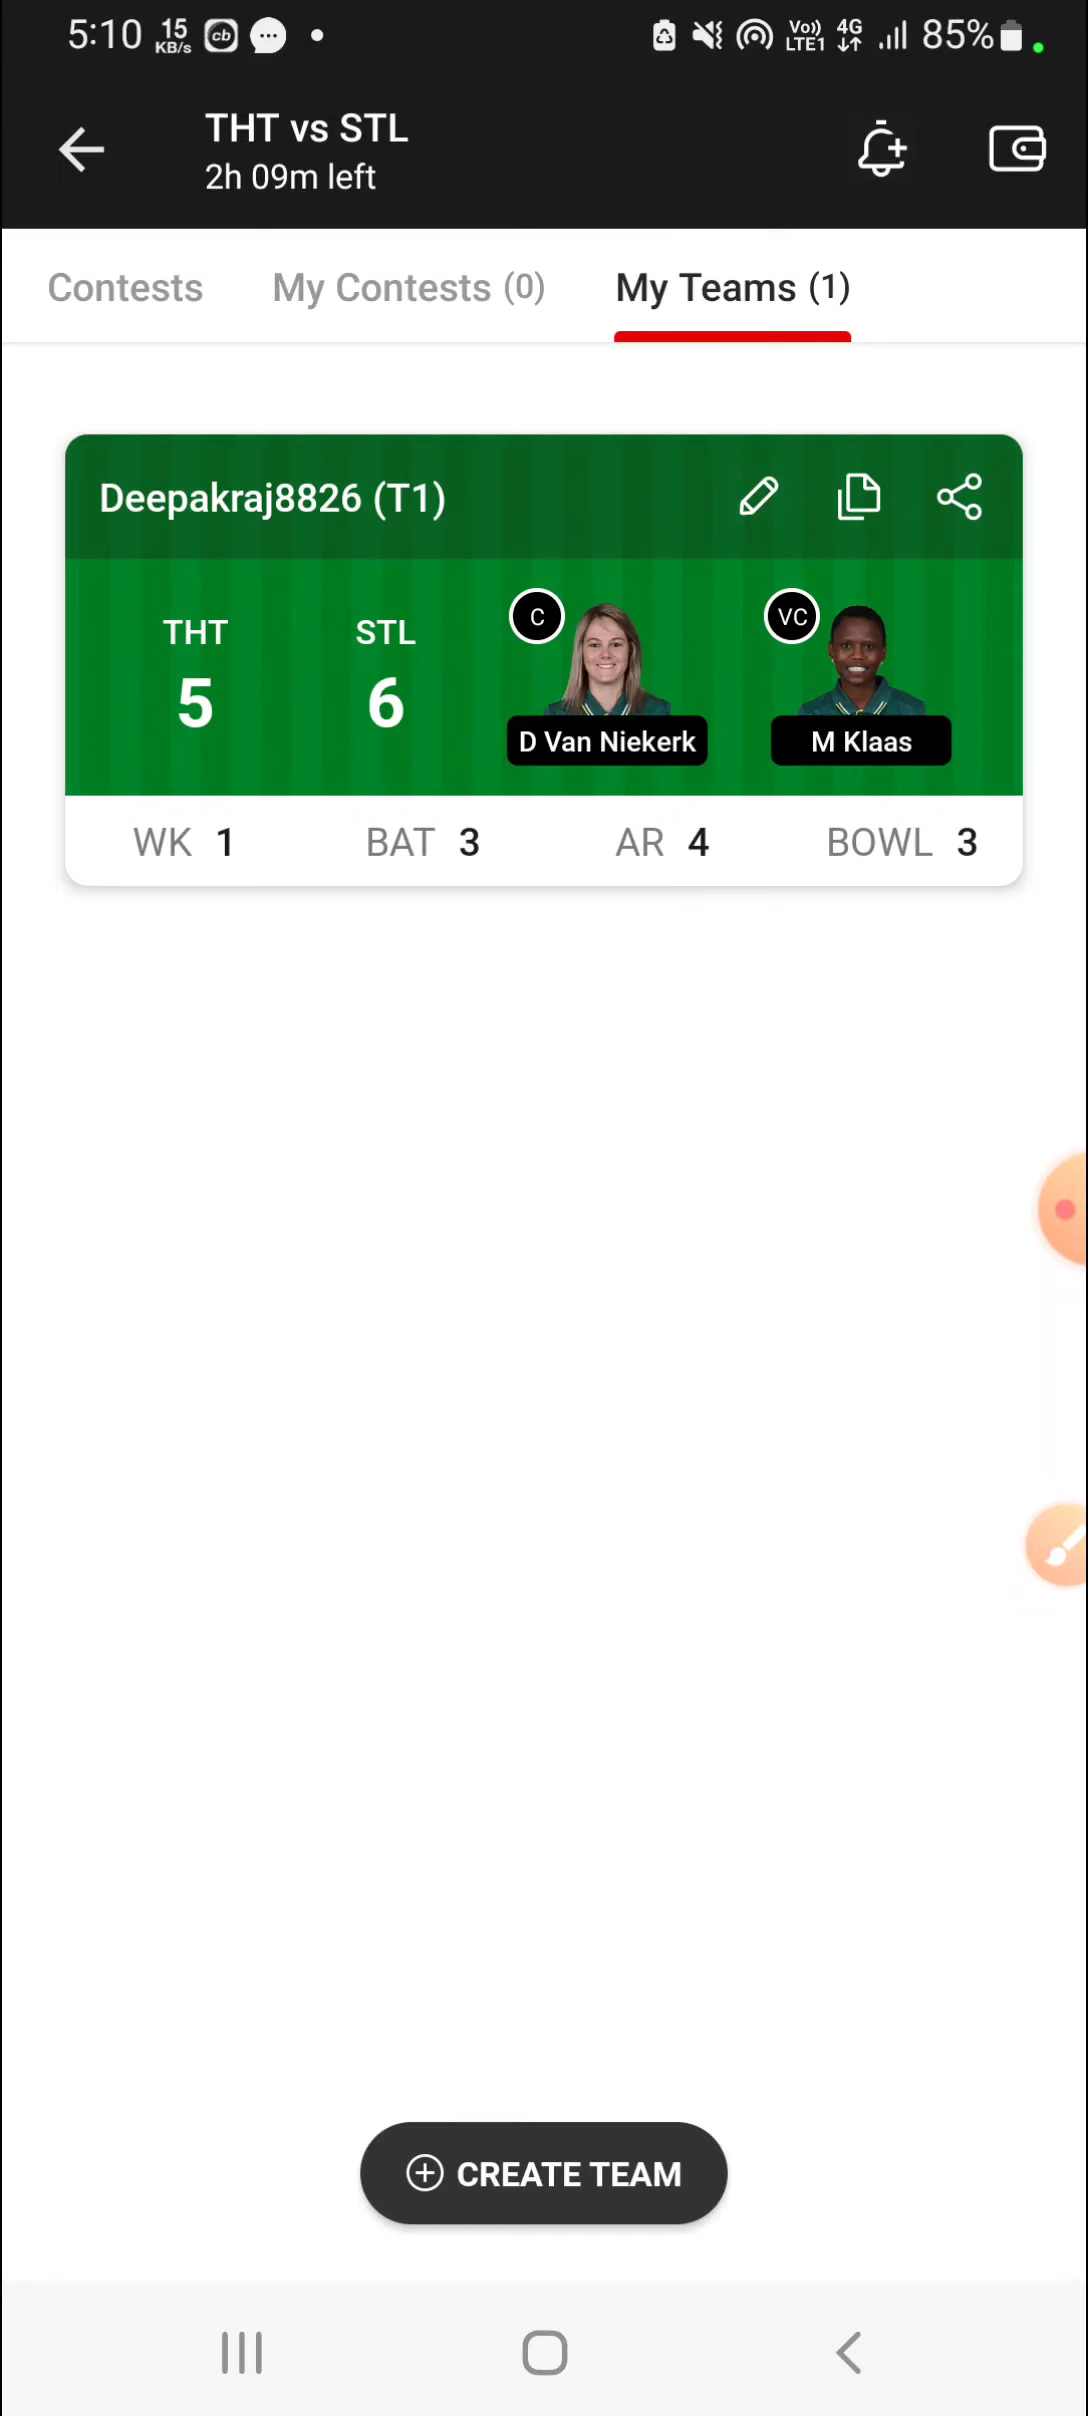 5:10 15 KB/s cb Vo)) LTE1 4G 85%
THT vs STL
2h 09m left
Contests My Contests (0) My Teams (1)
Deepakraj8826 (T1)
THT STL C VC
5 6
D Van Niekerk M Klaas
WK 1 BAT 3 AR 4 BOWL 3
CREATE TEAM